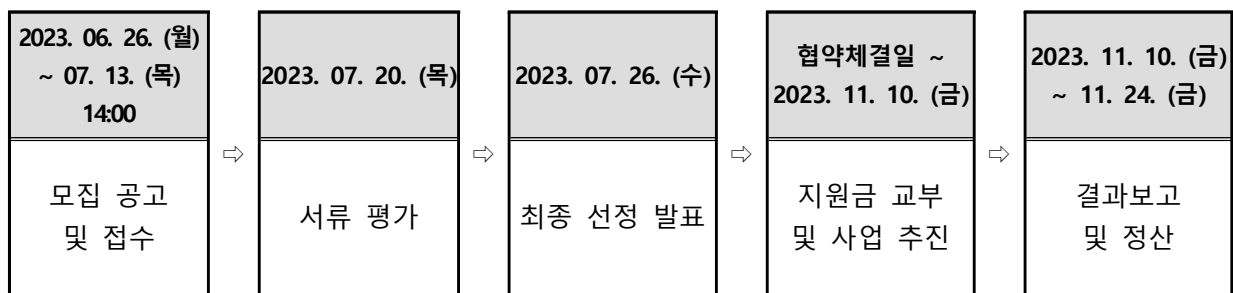 2023. 06. 26. (월)
~ 07. 13. (목)
14:00
모집 공고
및 접수
⇨
2023. 07. 20. (목)
서류 평가
⇨
2023. 07. 26. (수)
최종 선정 발표
⇨
협약체결일 ~
2023. 11. 10. (금)
지원금 교부
및 사업 추진
⇨
2023. 11. 10. (금)
~ 11. 24. (금)
결과보고
및 정산